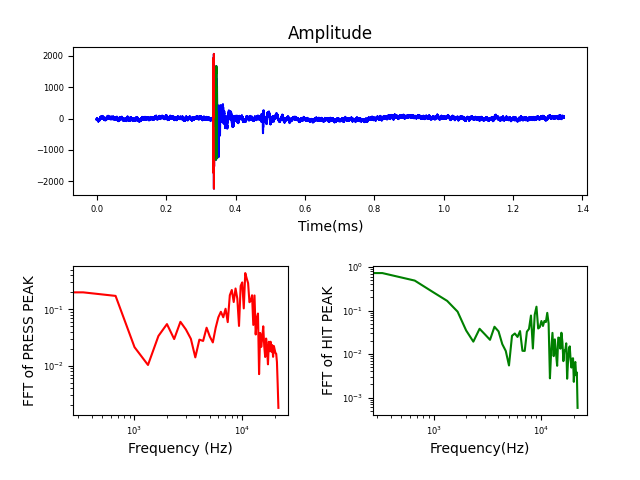 Amplitude
2000
1000
0
−1000
−2000
0.0 0.2 0.4 0.6 0.8 1.0 1.2 1.4
Time(ms)
FFT of PRESS PEAK
10⁻¹
10⁻²
10³ 10⁴
Frequency (Hz)
FFT of HIT PEAK
10⁰
10⁻¹
10⁻²
10⁻³
10³ 10⁴
Frequency(Hz)